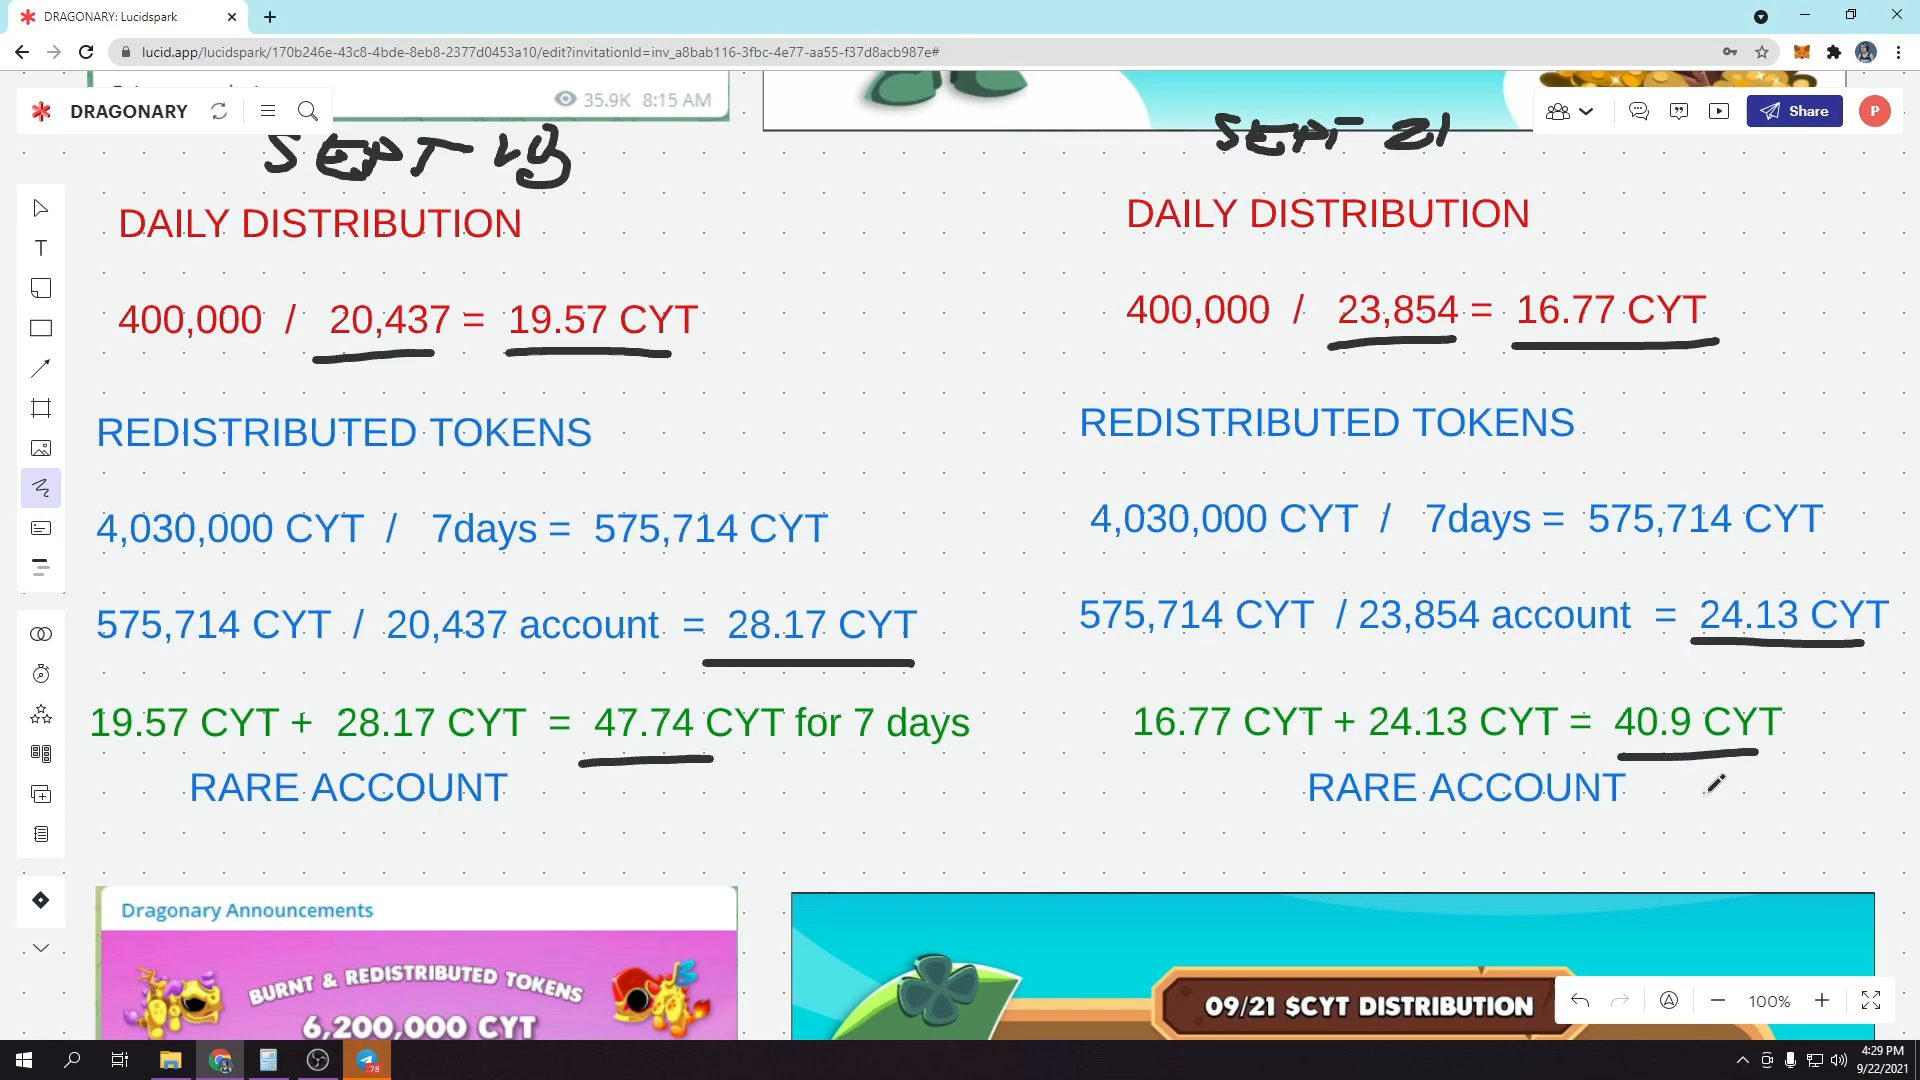 DRAGONARY: Lucidspark
lucid.app/lucidspark/170b246e-43c8-4bde-8eb8-2377d0453a10/edit?invitationId=inv_a8bab116-3fbc-4e77-aa55-f37d8acb987e#
35.9K 8:15 AM
DRAGONARY
Share
P
SEPT 19
DAILY DISTRIBUTION
400,000 / 20,437 = 19.57 CYT
REDISTRIBUTED TOKENS
4,030,000 CYT / 7days = 575,714 CYT
575,714 CYT / 20,437 account = 28.17 CYT
19.57 CYT + 28.17 CYT = 47.74 CYT for 7 days
RARE ACCOUNT
SEPT 21
DAILY DISTRIBUTION
400,000 / 23,854 = 16.77 CYT
REDISTRIBUTED TOKENS
4,030,000 CYT / 7days = 575,714 CYT
575,714 CYT / 23,854 account = 24.13 CYT
16.77 CYT + 24.13 CYT = 40.9 CYT
RARE ACCOUNT
T
Dragonary Announcements
BURNT & REDISTRIBUTED TOKENS
6,200,000 CYT
09/21 $CYT DISTRIBUTION
100%
78
4:29 PM
9/22/2021